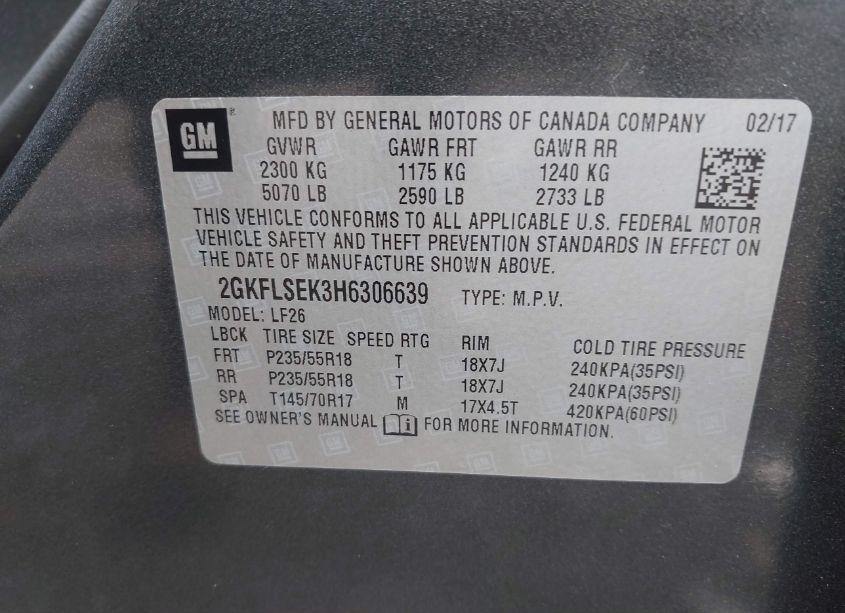 GM
MFD BY GENERAL MOTORS OF CANADA COMPANY 02/17
GVWR GAWR FRT GAWR RR
2300 KG 1175 KG 1240 KG
5070 LB 2590 LB 2733 LB
THIS VEHICLE CONFORMS TO ALL APPLICABLE U.S. FEDERAL MOTOR
VEHICLE SAFETY AND THEFT PREVENTION STANDARDS IN EFFECT ON
THE DATE OF MANUFACTURE SHOWN ABOVE.
2GKFLSEK3H6306639 TYPE: M.P.V.
MODEL: LF26
LBCK TIRE SIZE SPEED RTG RIM COLD TIRE PRESSURE
FRT P235/55R18 T 18X7J 240KPA(35PSI)
RR P235/55R18 T 18X7J 240KPA(35PSI)
SPA T145/70R17 M 17X4.5T 420KPA(60PSI)
SEE OWNER'S MANUAL FOR MORE INFORMATION.